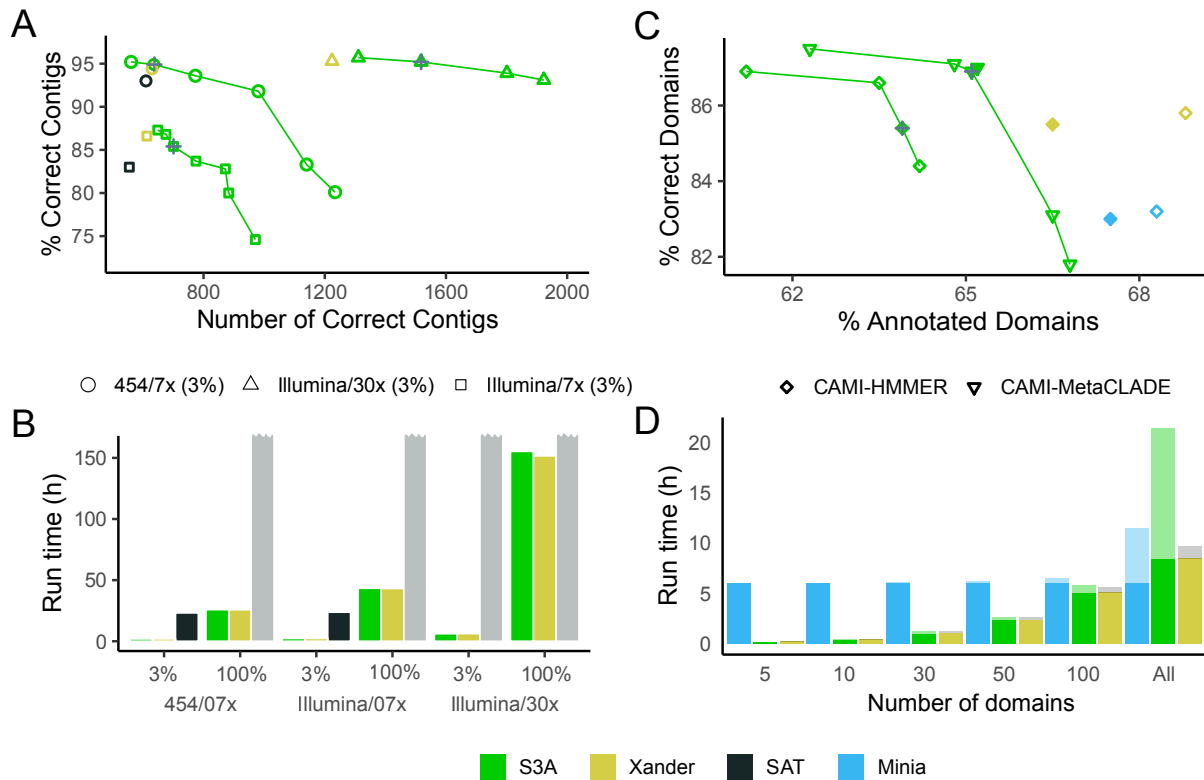 A
% Correct Contigs
95
90
85
80
75
800
1200
1600
2000
Number of Correct Contigs
454/7x (3%)
Illumina/30x (3%)
Illumina/7x (3%)
C
% Correct Domains
86
84
82
62
65
68
% Annotated Domains
CAMI-HMMER
CAMI-MetaCLADE
B
Run time (h)
150
100
50
0
3%
100%
3%
100%
3%
100%
454/07x
Illumina/07x
Illumina/30x
D
Run time (h)
20
15
10
5
0
5
10
30
50
100
All
Number of domains
S3A
Xander
SAT
Minia